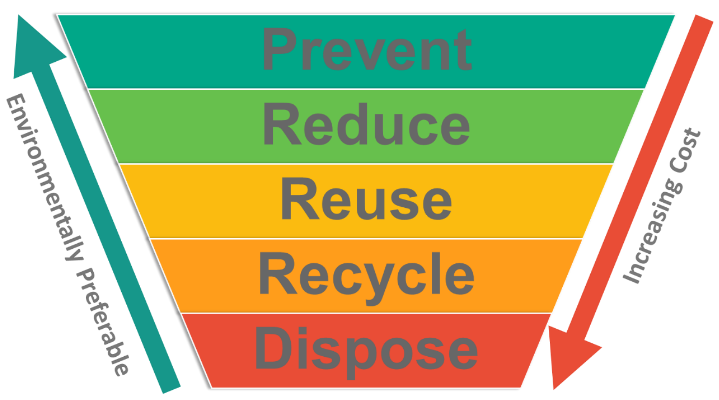 Prevent
Reduce
Reuse
Recycle
Dispose
Environmentally Preferable
Increasing Cost